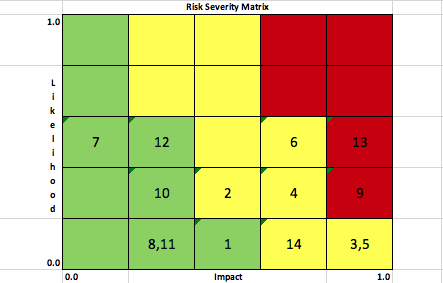 Risk Severity Matrix
1.0
Likelihood
7 12 6 13
10 2 4 9
8,11 1 14 3,5
0.0
0.0 Impact 1.0